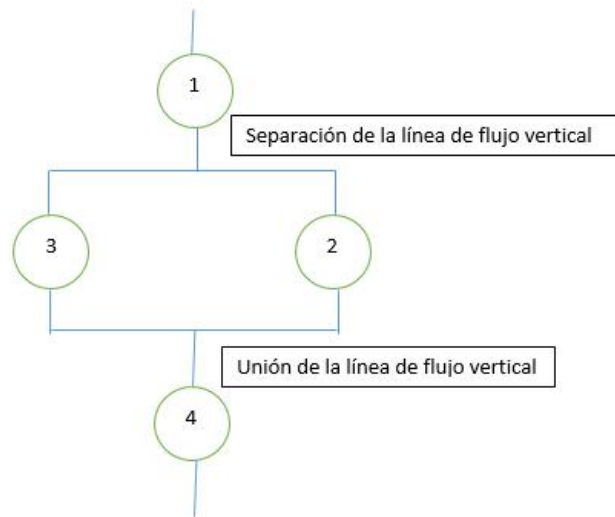 1
Separación de la línea de flujo vertical
3
2
Unión de la línea de flujo vertical
4